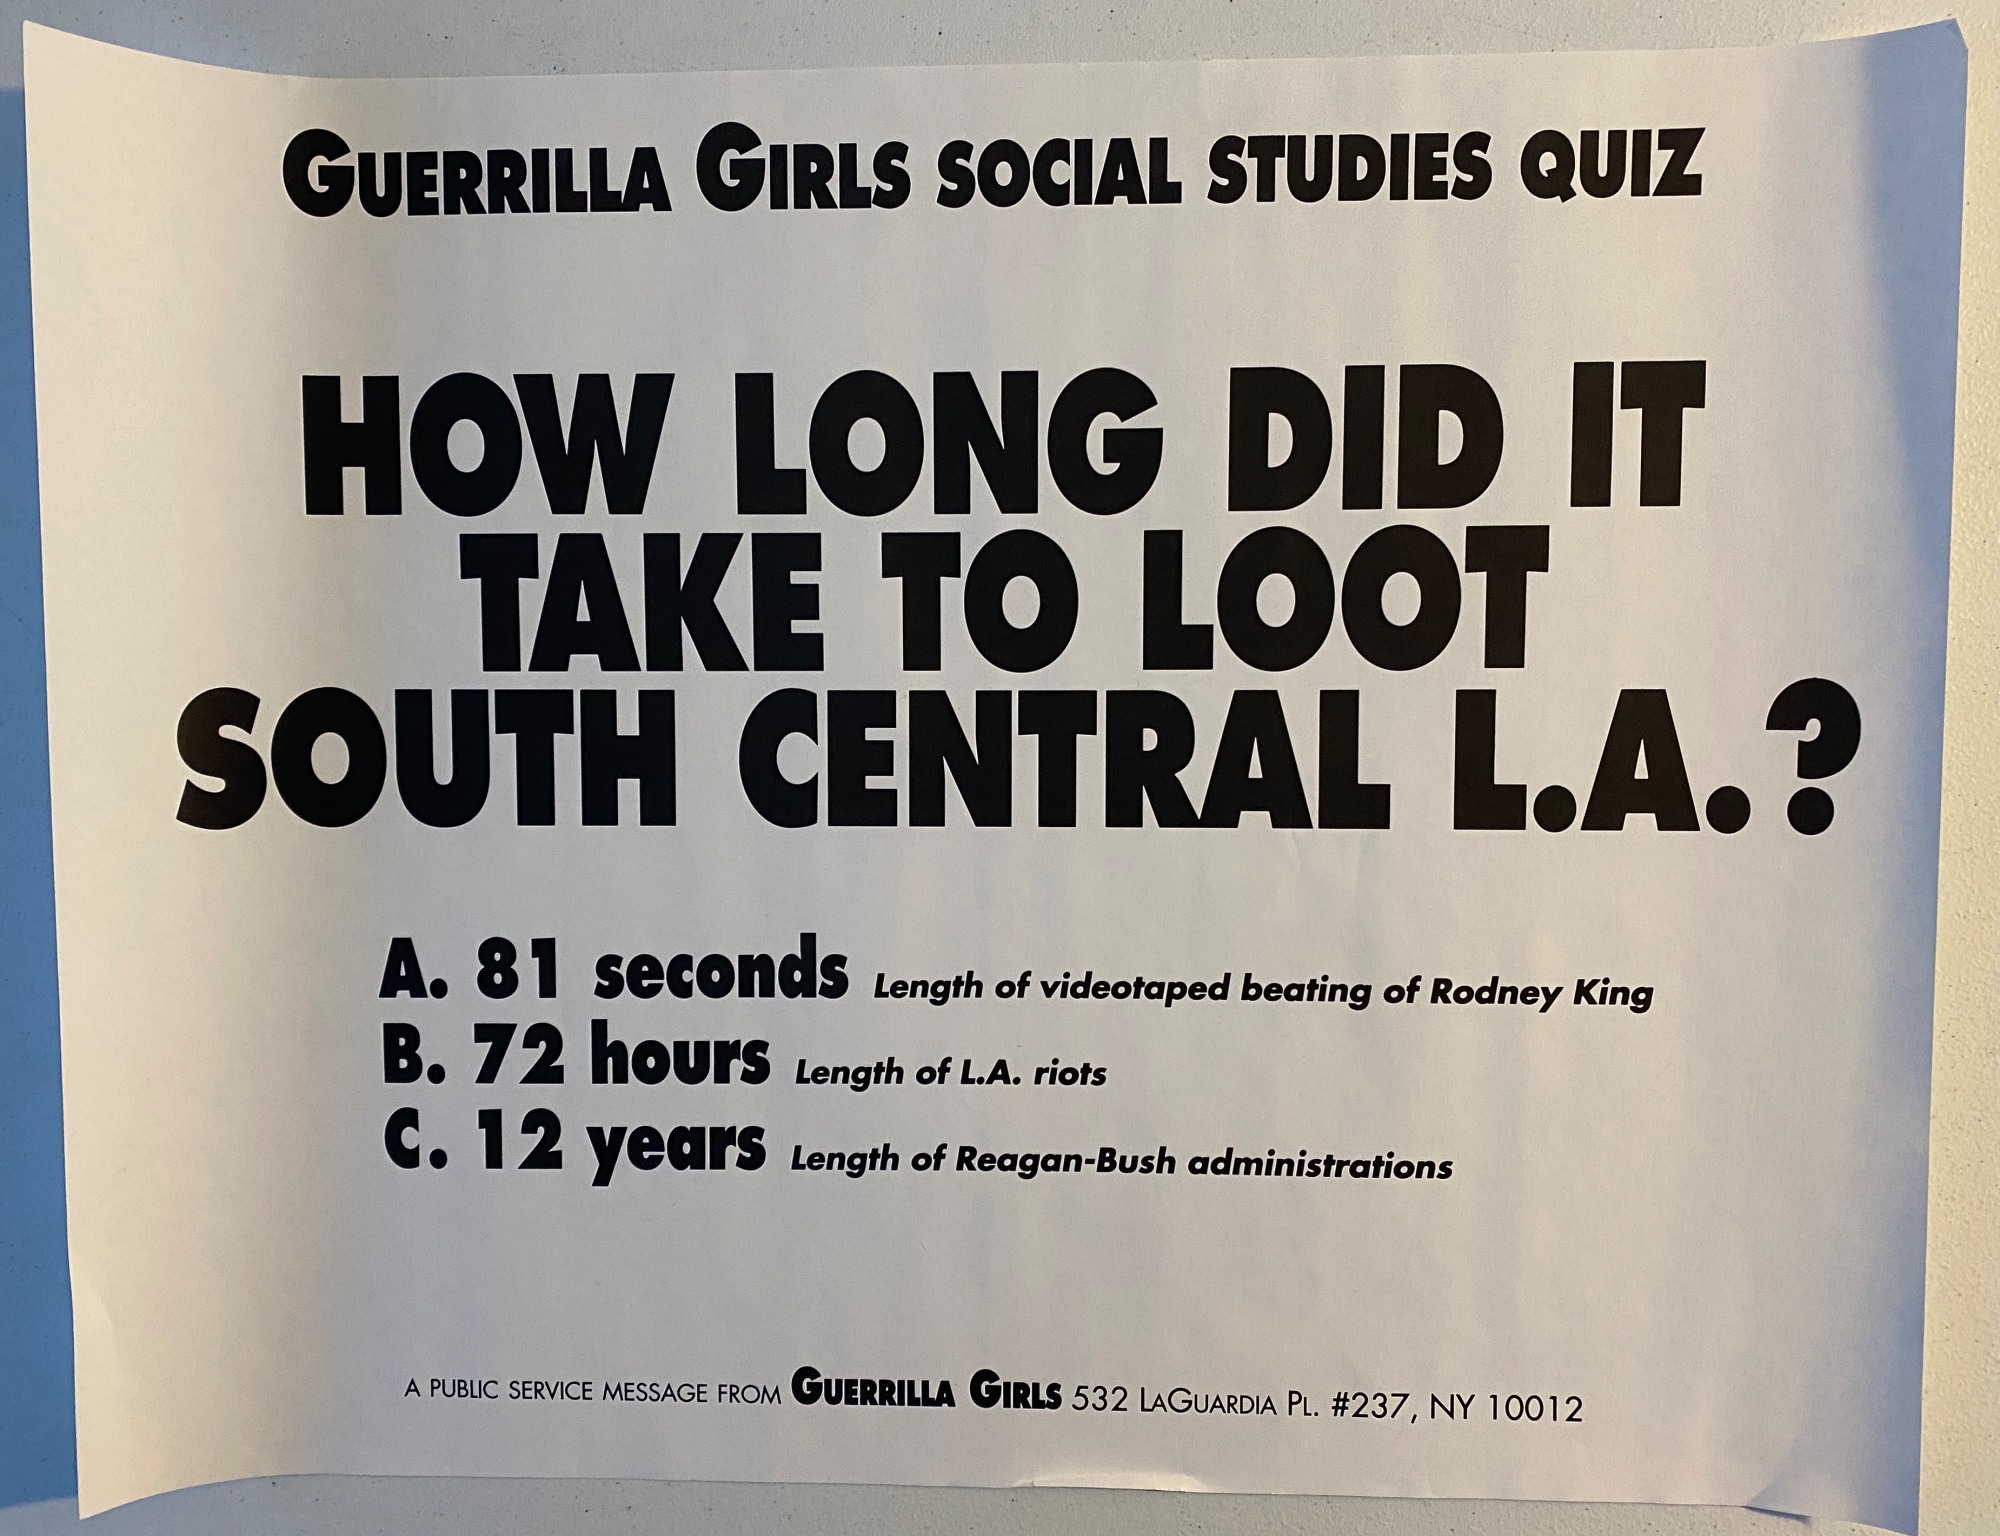 GUERRILLA GIRLS SOCIAL STUDIES QUIZ
HOW LONG DID IT
TAKE TO LOOT
SOUTH CENTRAL L.A.?
A. 81 seconds Length of videotaped beating of Rodney King
B. 72 hours Length of L.A. riots
C. 12 years Length of Reagan-Bush administrations
A PUBLIC SERVICE MESSAGE FROM GUERRILLA GIRLS 532 LAGUARDIA PL. #237, NY 10012